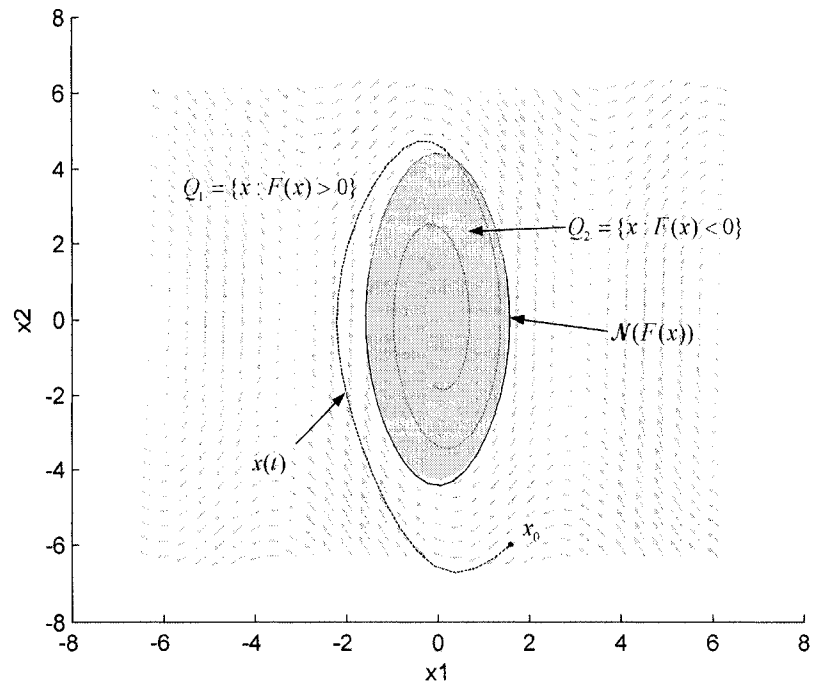 8
6
4
2
0
-2
-4
-6
-8
x2
Q₁ = {x : F(x) > 0}
Q₂ = {x : F(x) < 0}
𝒩(F(x))
x(t)
x₀
-8 -6 -4 -2 0 2 4 6 8
x1